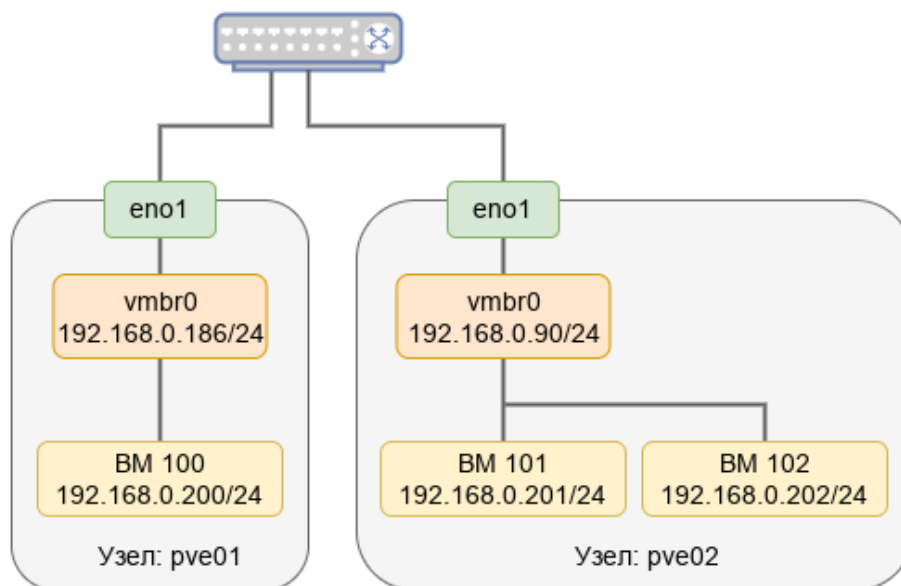 eno1
eno1
vmbr0
192.168.0.186/24
vmbr0
192.168.0.90/24
ВМ 100
192.168.0.200/24
ВМ 101
192.168.0.201/24
ВМ 102
192.168.0.202/24
Узел: pve01
Узел: pve02